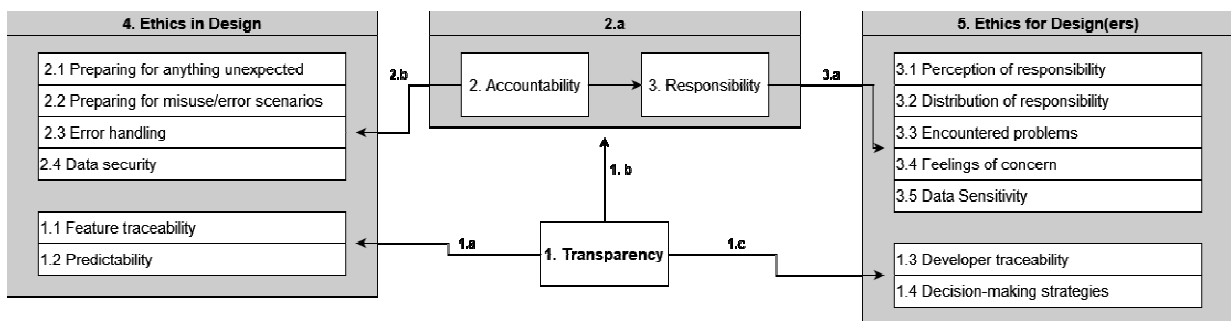 4. Ethics in Design
2.1 Preparing for anything unexpected
2.2 Preparing for misuse/error scenarios
2.3 Error handling
2.4 Data security
1.1 Feature traceability
1.2 Predictability
2.b
2.a
2. Accountability
3. Responsibility
3.a
1. b
1.a
1. Transparency
1.c
5. Ethics for Design(ers)
3.1 Perception of responsibility
3.2 Distribution of responsibility
3.3 Encountered problems
3.4 Feelings of concern
3.5 Data Sensitivity
1.3 Developer traceability
1.4 Decision-making strategies